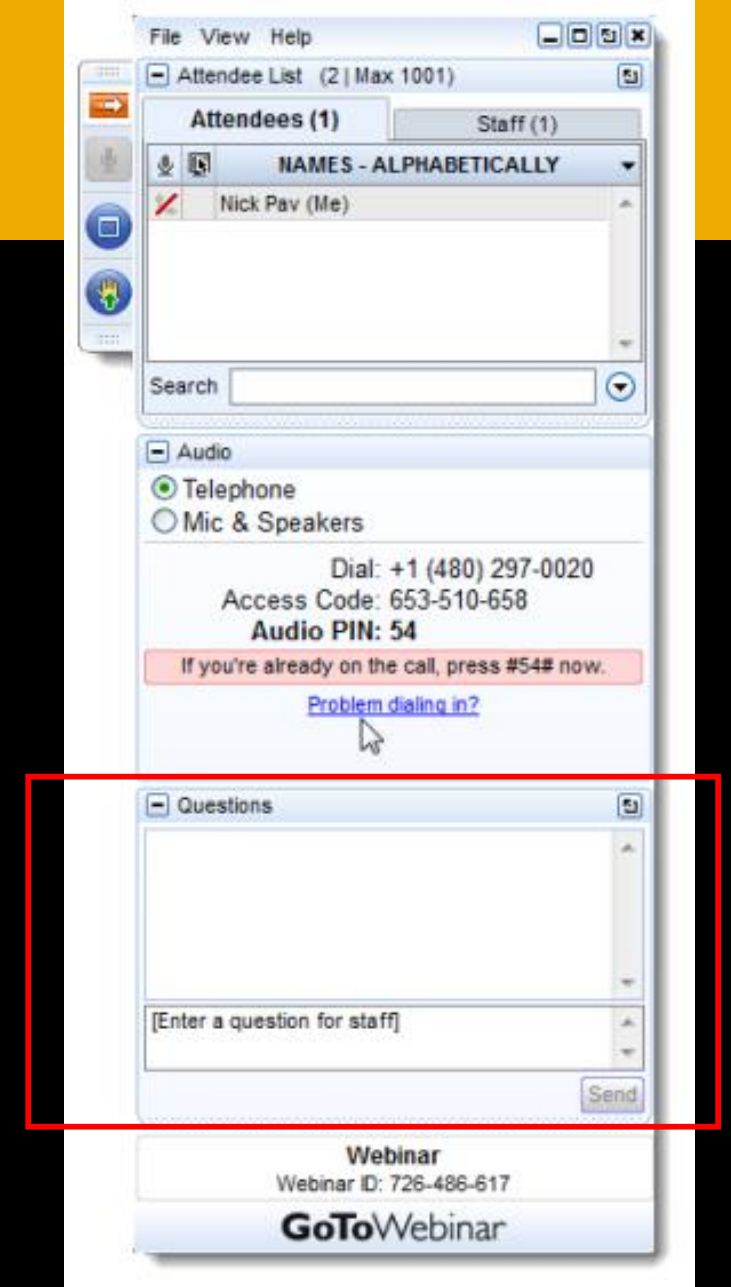 File View Help
Attendee List (2 | Max 1001)
Attendees (1) Staff (1)
NAMES - ALPHABETICALLY
Nick Pav (Me)
Search
Audio
Telephone
Mic & Speakers
Dial: +1 (480) 297-0020
Access Code: 653-510-658
Audio PIN: 54
If you're already on the call, press #54# now.
Problem dialing in?
Questions
[Enter a question for staff]
Send
Webinar
Webinar ID: 726-486-617
GoToWebinar